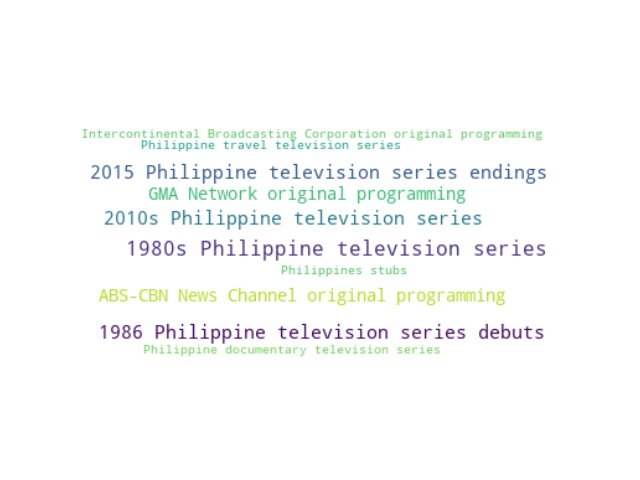 Intercontinental Broadcasting Corporation original programming
Philippine travel television series
2015 Philippine television series endings
GMA Network original programming
2010s Philippine television series
1980s Philippine television series
Philippines stubs
ABS-CBN News Channel original programming
1986 Philippine television series debuts
Philippine documentary television series